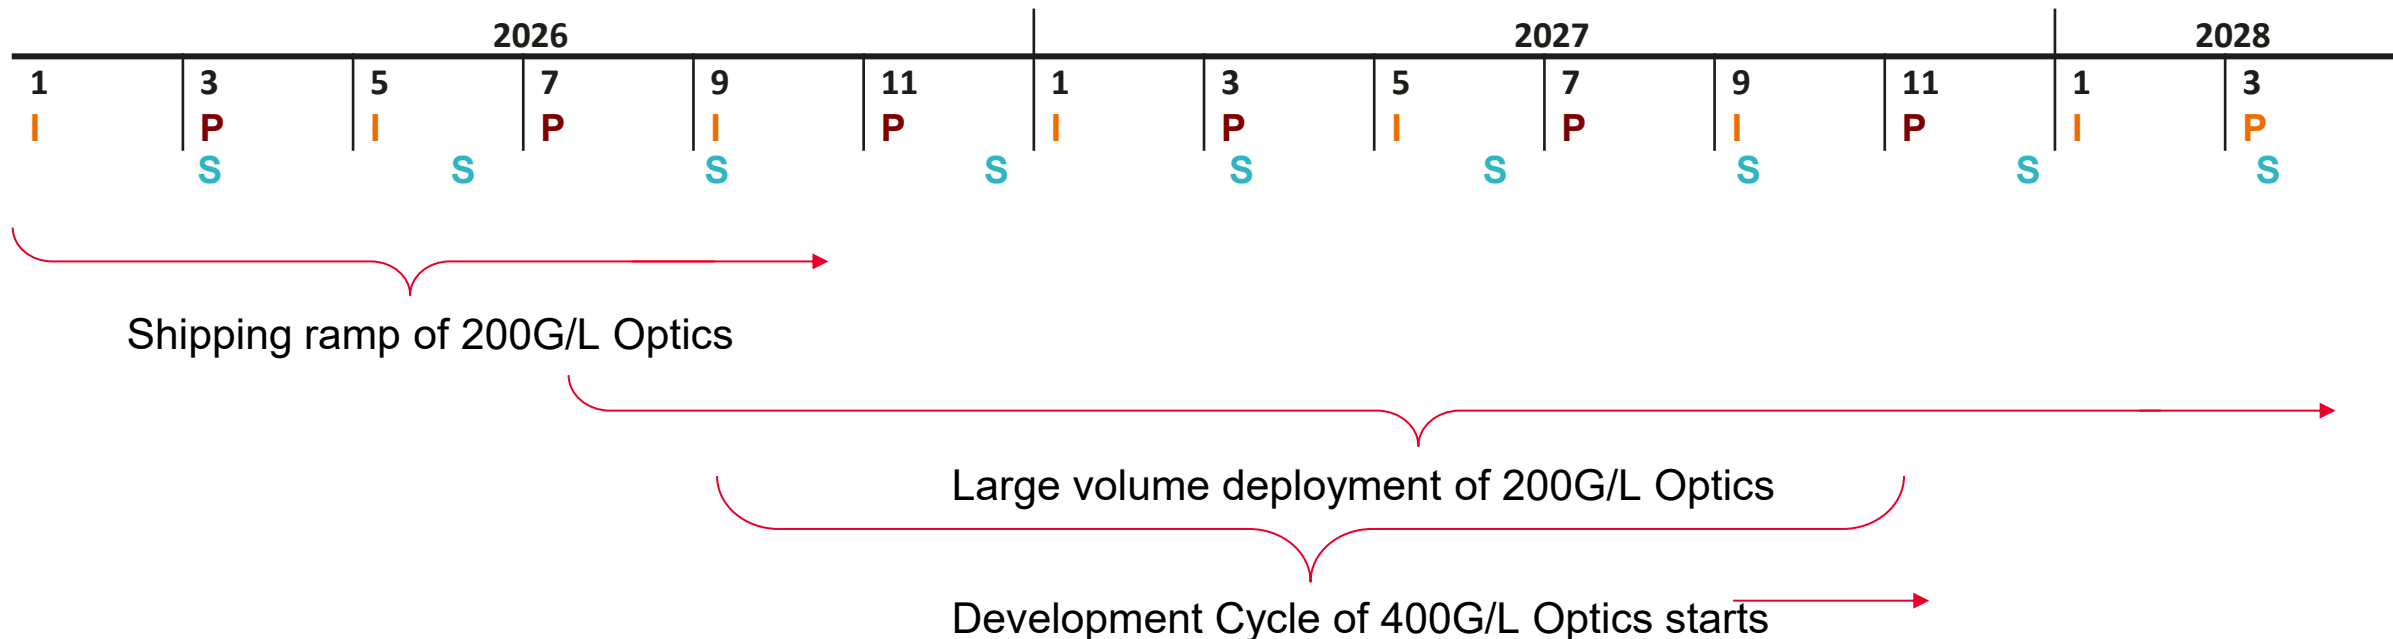 2026 2027 2028
1 3 5 7 9 11 1 3 5 7 9 11 1 3
I P I P I P I P I P I P I P
S S S S S S S S S
Shipping ramp of 200G/L Optics
Large volume deployment of 200G/L Optics
Development Cycle of 400G/L Optics starts